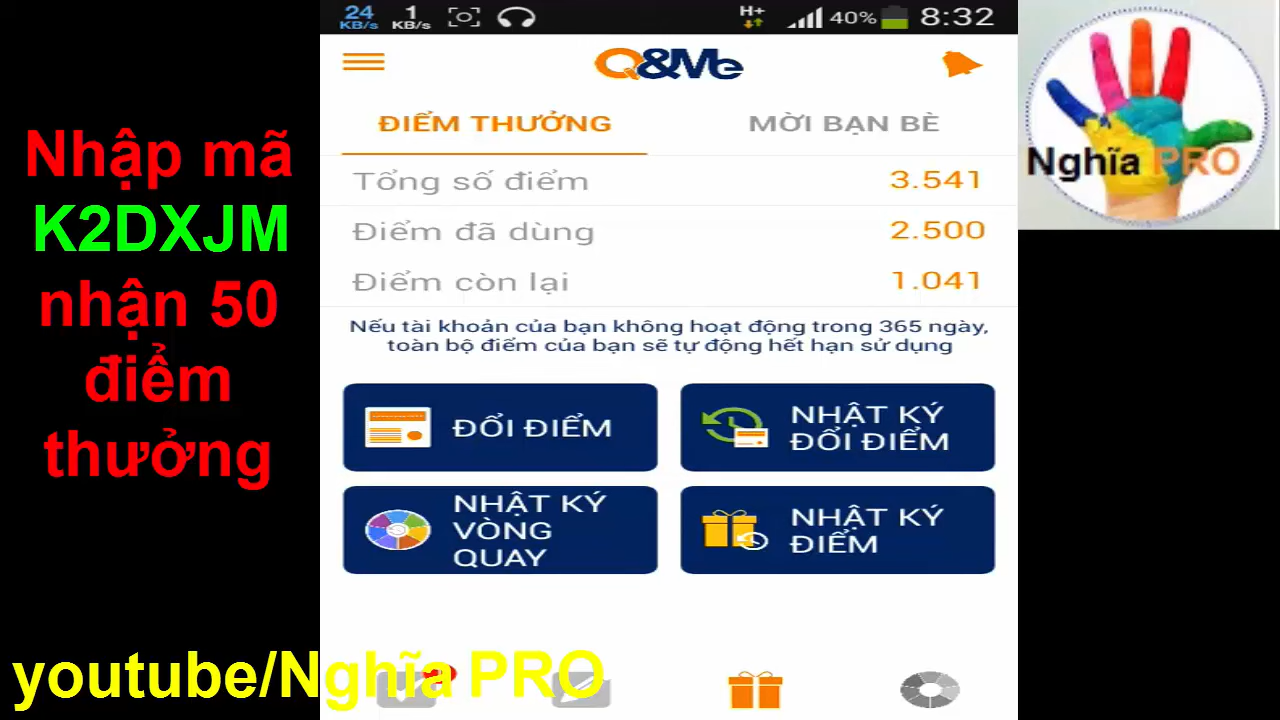 Nhập mã
K2DXJM
nhận 50
điểm
thưởng
24
KB/s
1
KB/s
H+
40%
8:32
Q&Me
ĐIỂM THƯỞNG
MỜI BẠN BÈ
Tổng số điểm
3.541
Điểm đã dùng
2.500
Điểm còn lại
1.041
Nếu tài khoản của bạn không hoạt động trong 365 ngày,
toàn bộ điểm của bạn sẽ tự động hết hạn sử dụng
ĐỔI ĐIỂM
NHẬT KÝ
ĐỔI ĐIỂM
NHẬT KÝ
VÒNG
QUAY
NHẬT KÝ
ĐIỂM
Nghĩa PRO
youtube/Nghĩa PRO